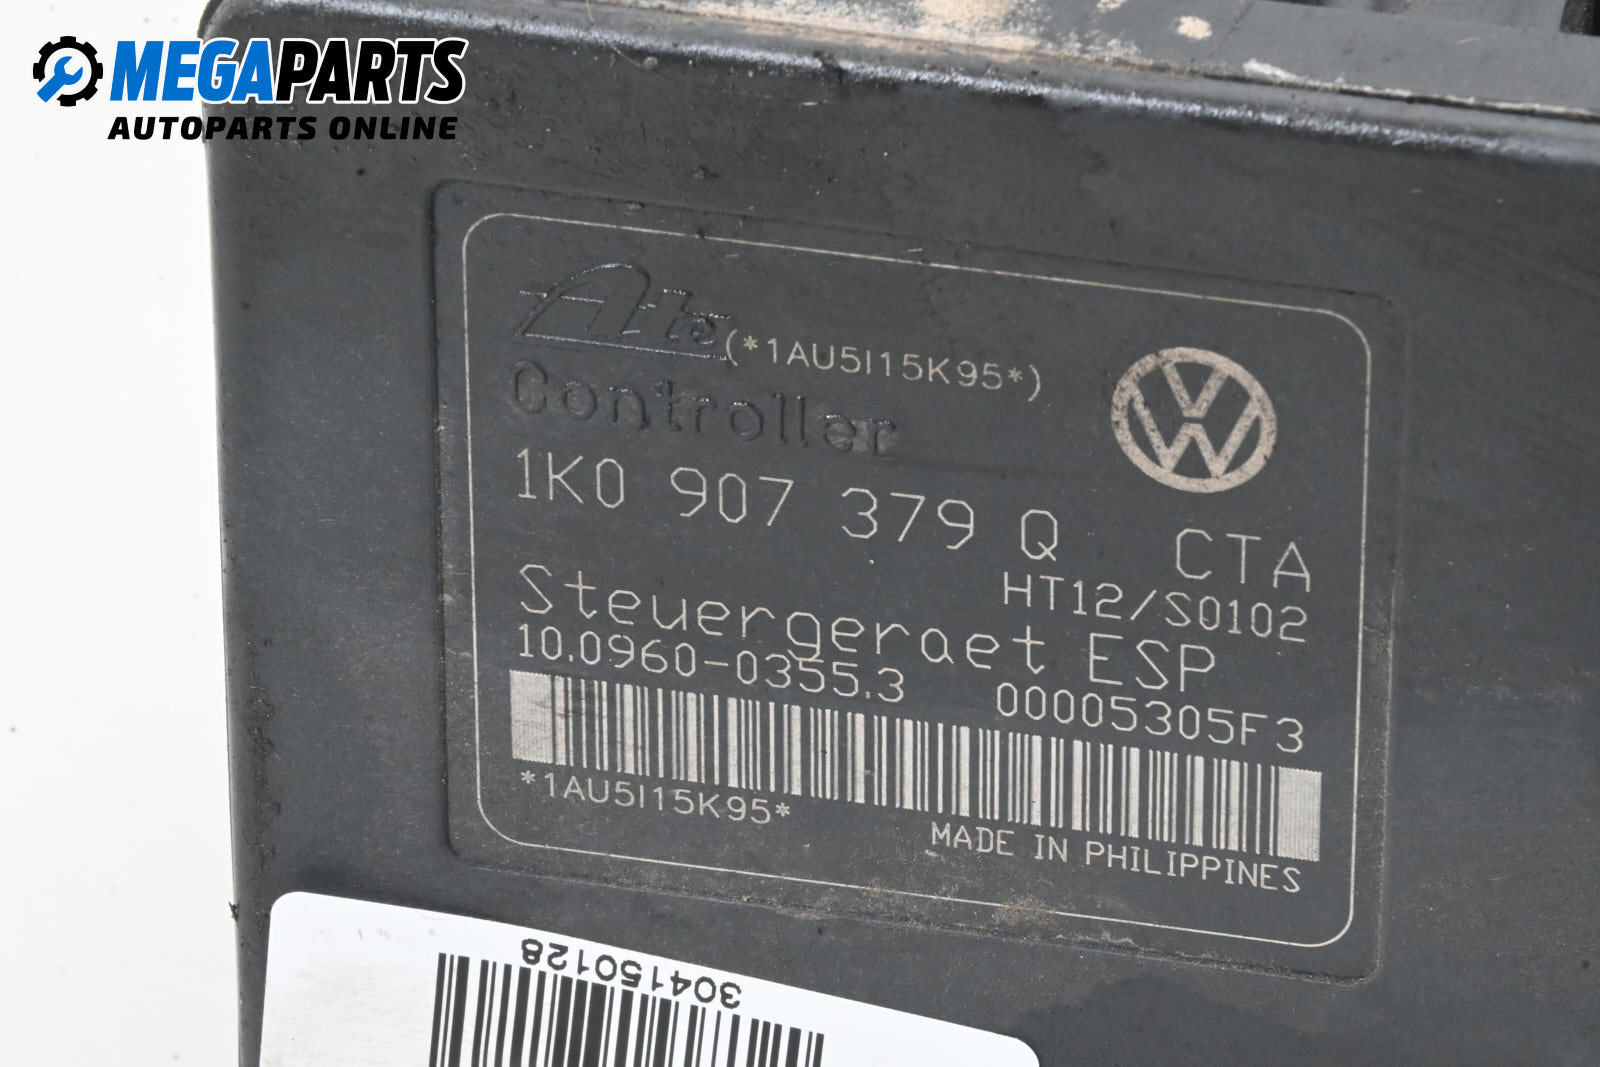 MEGAPARTS
AUTOPARTS ONLINE
Ate (*1AU5I15K95*)
Controller
1K0 907 379 Q CTA
HT12/S0102
Steuergeraet ESP
10.0960-0355.3 00005305F3
*1AU5I15K95*
MADE IN PHILIPPINES
304150128